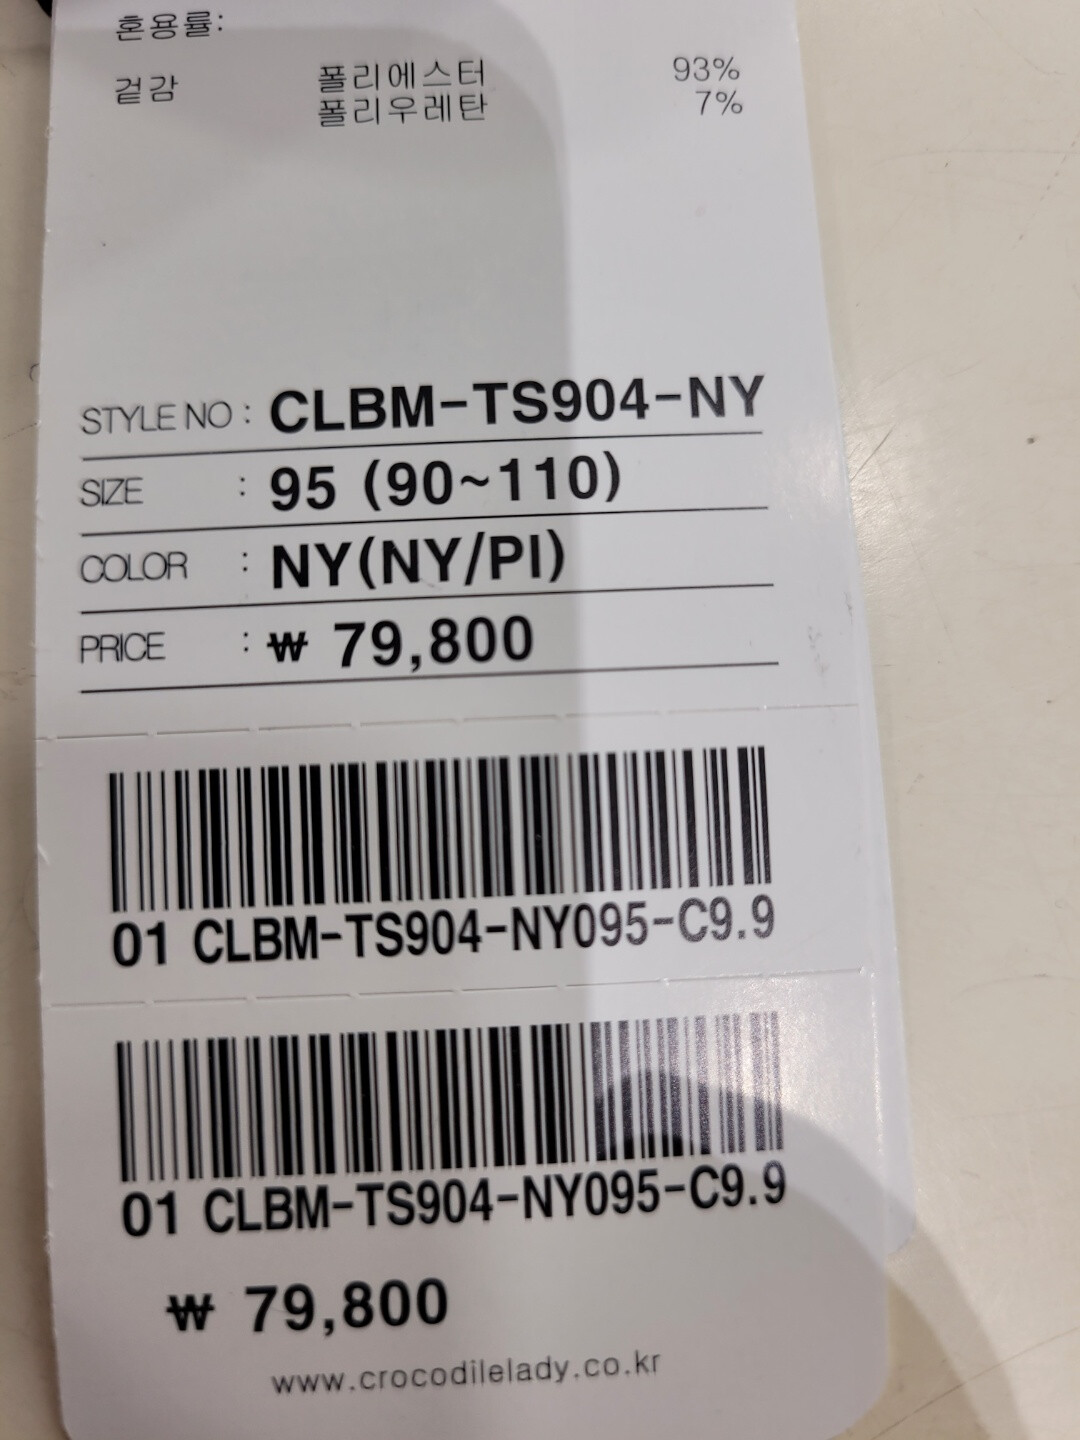 혼용률:
겉감 폴리에스터 93%
폴리우레탄 7%
STYLE NO : CLBM-TS904-NY
SIZE : 95 (90~110)
COLOR : NY(NY/PI)
PRICE : ₩ 79,800
01 CLBM-TS904-NY095-C9.9
01 CLBM-TS904-NY095-C9.9
₩ 79,800
www.crocodilelady.co.kr